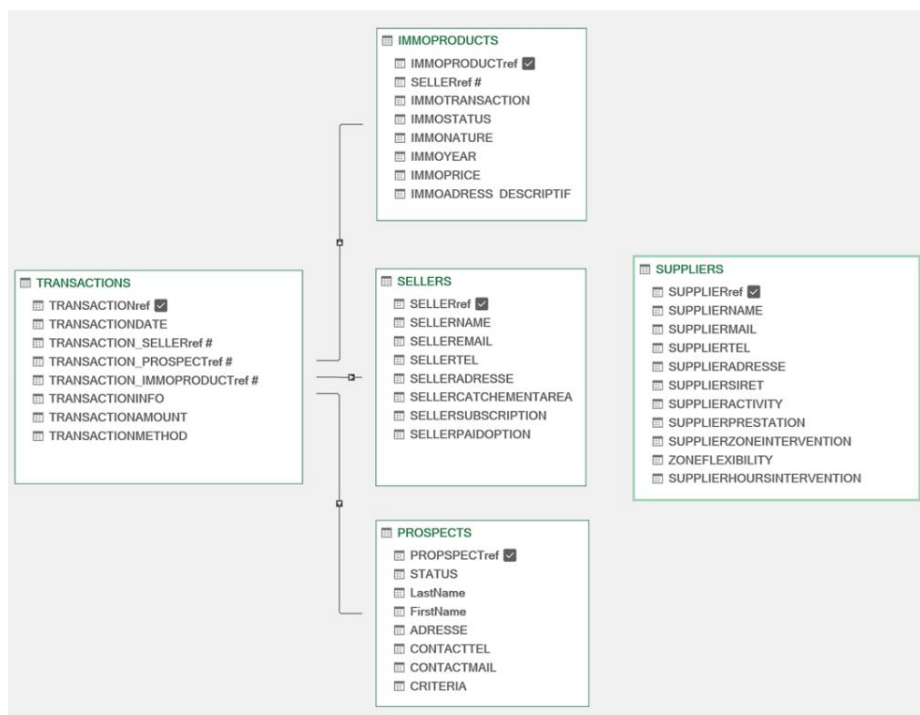 IMMOPRODUCTS
IMMOPRODUCTref
SELLERref #
IMMOTRANSACTION
IMMOSTATUS
IMMONATURE
IMMOYEAR
IMMOPRICE
IMMOADRESS DESCRIPTIF
TRANSACTIONS
TRANSACTIONref
TRANSACTIONDATE
TRANSACTION_SELLERref #
TRANSACTION_PROSPECTref #
TRANSACTION_IMMOPRODUCTref #
TRANSACTIONINFO
TRANSACTIONAMOUNT
TRANSACTIONMETHOD
SELLERS
SELLERref
SELLERNAME
SELLEREMAIL
SELLERTEL
SELLERADRESSE
SELLERCATCHEMENTAREA
SELLERSUBSCRIPTION
SELLERPAIDOPTION
SUPPLIERS
SUPPLIERref
SUPPLIERNAME
SUPPLIERMAIL
SUPPLIERTEL
SUPPLIERADRESSE
SUPPLIERSIRET
SUPPLIERACTIVITY
SUPPLIERPRESTATION
SUPPLIERZONEINTERVENTION
ZONEFLEXIBILITY
SUPPLIERHOURSINTERVENTION
PROSPECTS
PROPSPECTref
STATUS
LastName
FirstName
ADRESSE
CONTACTTEL
CONTACTMAIL
CRITERIA